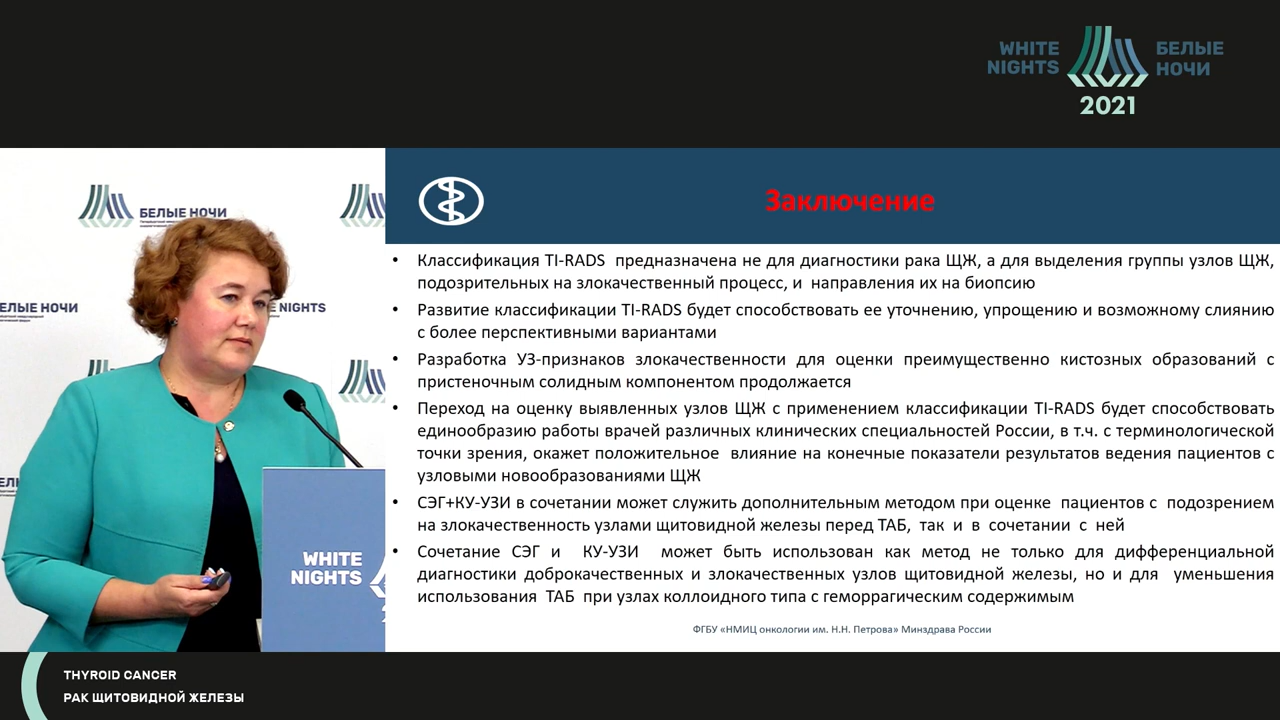 WHITE
NIGHTS
БЕЛЫЕ
НОЧИ
2021
БЕЛЫЕ НОЧИ
ЕЛЫЕ НОЧИ
E NIGHTS
Заключение
• Классификация TI-RADS предназначена не для диагностики рака ЩЖ, а для выделения группы узлов ЩЖ,
подозрительных на злокачественный процесс, и направления их на биопсию
• Развитие классификации TI-RADS будет способствовать ее уточнению, упрощению и возможному слиянию
с более перспективными вариантами
• Разработка УЗ-признаков злокачественности для оценки преимущественно кистозных образований с
пристеночным солидным компонентом продолжается
• Переход на оценку выявленных узлов ЩЖ с применением классификации TI-RADS будет способствовать
единообразию работы врачей различных клинических специальностей России, в т.ч. с терминологической
точки зрения, окажет положительное влияние на конечные показатели результатов ведения пациентов с
узловыми новообразованиями ЩЖ
• СЭГ+КУ-УЗИ в сочетании может служить дополнительным методом при оценке пациентов с подозрением
на злокачественность узлами щитовидной железы перед ТАБ, так и в сочетании с ней
• Сочетание СЭГ и КУ-УЗИ может быть использован как метод не только для дифференциальной
диагностики доброкачественных и злокачественных узлов щитовидной железы, но и для уменьшения
использования ТАБ при узлах коллоидного типа с геморрагическим содержимым
ФГБУ «НМИЦ онкологии им. Н.Н. Петрова» Минздрава России
WHITE
NIGHTS
THYROID CANCER
РАК ЩИТОВИДНОЙ ЖЕЛЕЗЫ